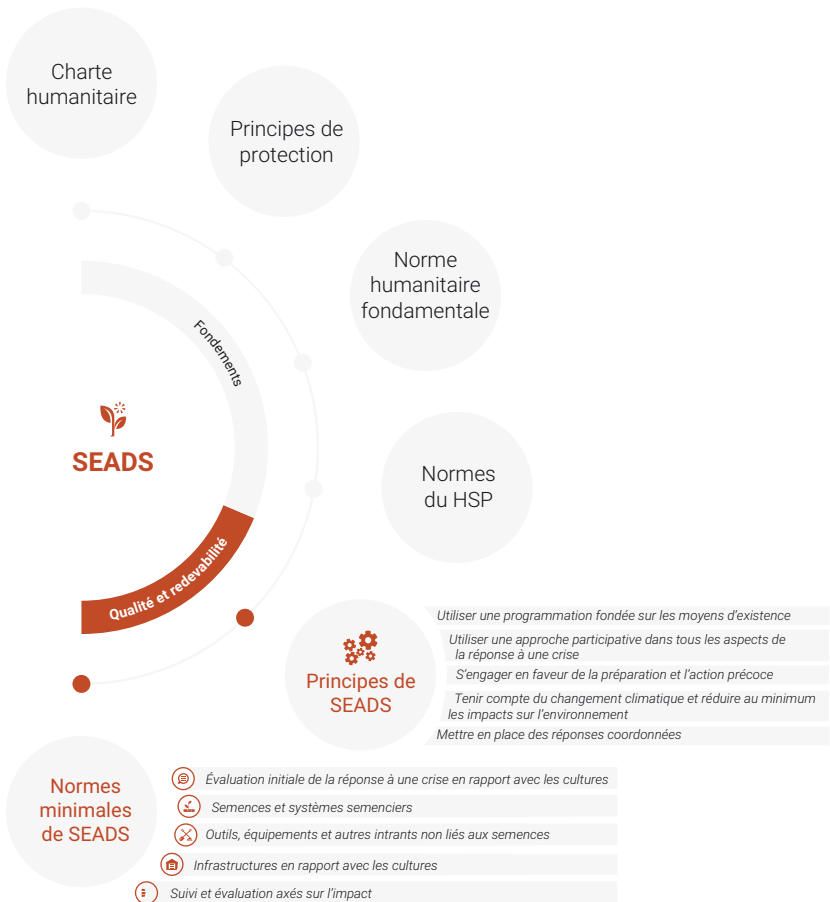 Charte
humanitaire
Principes de
protection
Norme
humanitaire
fondamentale
Fondements
SEADS
Normes
du HSP
Qualité et redevabilité
Principes de
SEADS
Utiliser une programmation fondée sur les moyens d'existence
Utiliser une approche participative dans tous les aspects de
la réponse à une crise
S'engager en faveur de la préparation et l'action précoce
Tenir compte du changement climatique et réduire au minimum
les impacts sur l'environnement
Mettre en place des réponses coordonnées
Normes
minimales
de SEADS
Évaluation initiale de la réponse à une crise en rapport avec les cultures
Semences et systèmes semenciers
Outils, équipements et autres intrants non liés aux semences
Infrastructures en rapport avec les cultures
Suivi et évaluation axés sur l'impact